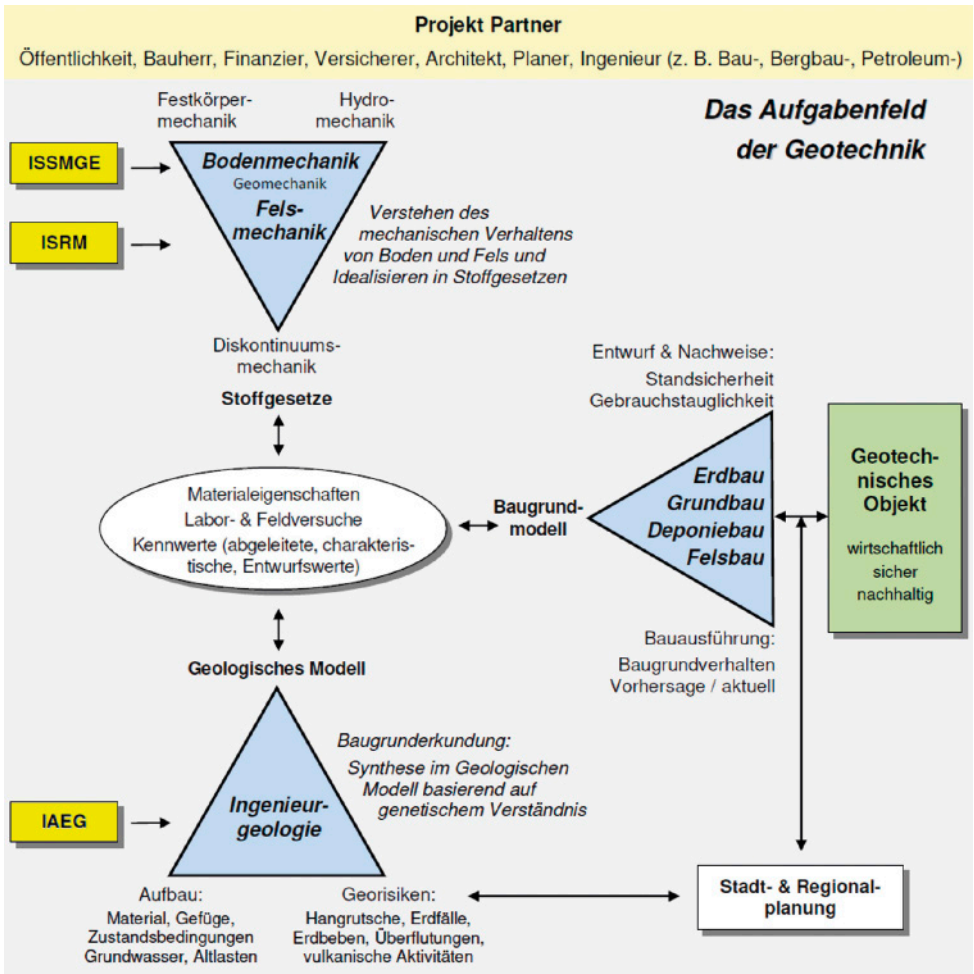 Projekt Partner
Öffentlichkeit, Bauherr, Finanzier, Versicherer, Architekt, Planer, Ingenieur (z. B. Bau-, Bergbau-, Petroleum-)
Das Aufgabenfeld
der Geotechnik
Festkörper-
mechanik
Hydro-
mechanik
ISSMGE
ISRM
Bodenmechanik
Geomechanik
Fels-
mechanik
Verstehen des
mechanischen Verhaltens
von Boden und Fels und
Idealisieren in Stoffgesetzen
Diskontinuums-
mechanik
Stoffgesetze
Materialeigenschaften
Labor- & Feldversuche
Kennwerte (abgeleitete, charakteris-
tische, Entwurfswerte)
Baugrund-
modell
Entwurf & Nachweise:
Standsicherheit
Gebrauchstauglichkeit
Erdbau
Grundbau
Deponiebau
Felsbau
Bauausführung:
Baugrundverhalten
Vorhersage / aktuell
Geotech-
nisches
Objekt
wirtschaftlich
sicher
nachhaltig
Geologisches Modell
Baugrunderkundung:
Synthese im Geologischen
Modell basierend auf
genetischem Verständnis
IAEG
Ingenieur-
geologie
Aufbau:
Material, Gefüge,
Zustandsbedingungen
Grundwasser, Altlasten
Georisiken:
Hangrutsche, Erdfälle,
Erdbeben, Überflutungen,
vulkanische Aktivitäten
Stadt- & Regional-
planung